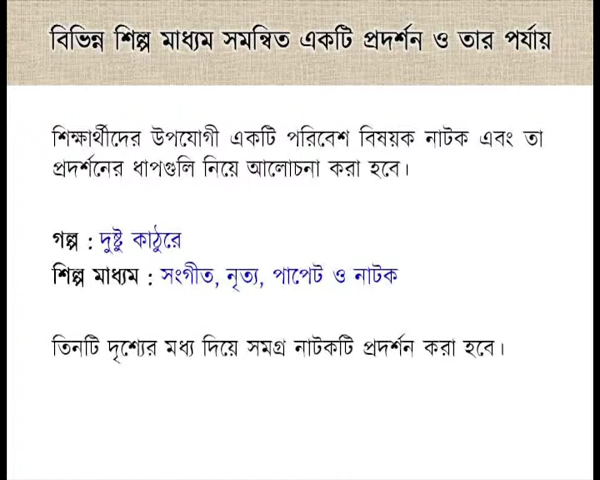 বিভিন্ন শিল্প মাধ্যম সমন্বিত একটি প্রদর্শন ও তার পর্যায়
শিক্ষার্থীদের উপযোগী একটি পরিবেশ বিষয়ক নাটক এবং তা
প্রদর্শনের ধাপগুলি নিয়ে আলোচনা করা হবে।
গল্প : দুষ্টু কাঠুরে
শিল্প মাধ্যম : সংগীত, নৃত্য, পাপেট ও নাটক
তিনটি দৃশ্যের মধ্য দিয়ে সমগ্র নাটকটি প্রদর্শন করা হবে।